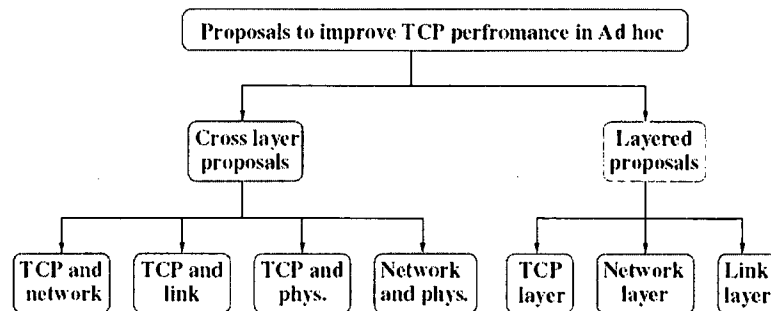 Proposals to improve TCP perfromance in Ad hoc
Cross layer
proposals
Layered
proposals
TCP and
network
TCP and
link
TCP and
phys.
Network
and phys.
TCP
layer
Network
layer
Link
layer